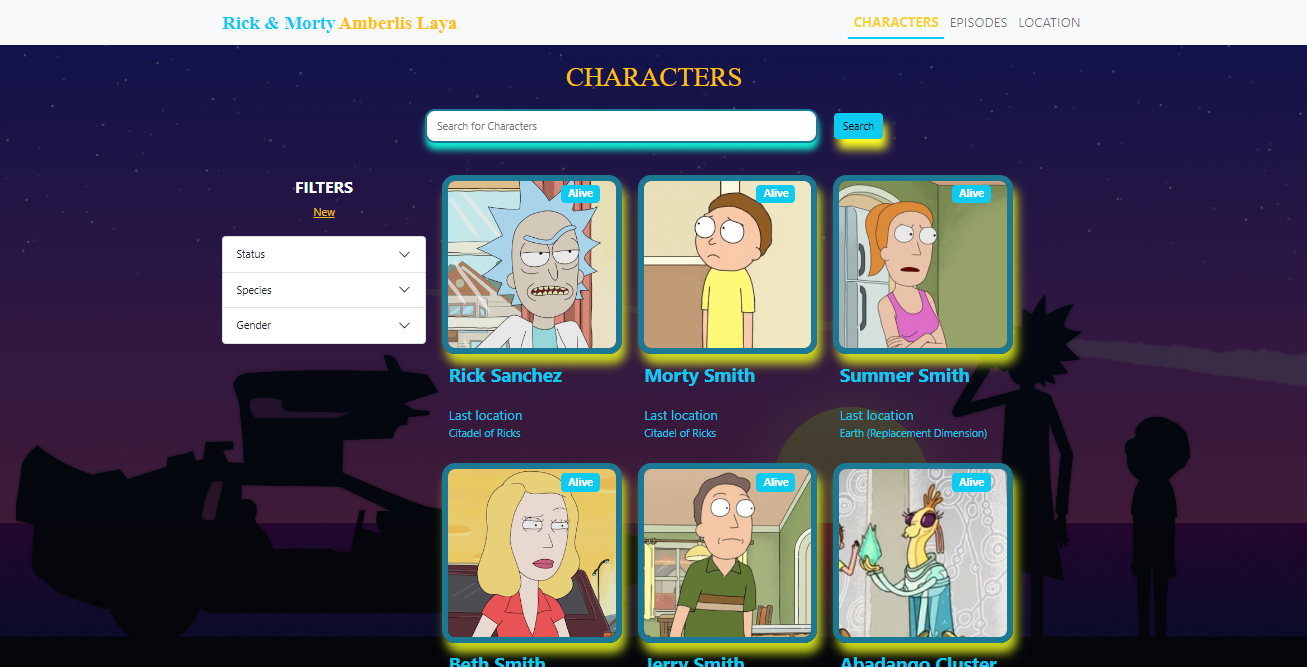 Rick & Morty Amberlis Laya
CHARACTERS EPISODES LOCATION
CHARACTERS
Search for Characters
Search
FILTERS
New
Status
Species
Gender
Alive
Alive
Alive
Rick Sanchez
Morty Smith
Summer Smith
Last location
Last location
Last location
Citadel of Ricks
Citadel of Ricks
Earth (Replacement Dimension)
Alive
Alive
Alive
Beth Smith
Jerry Smith
Abadango Cluster